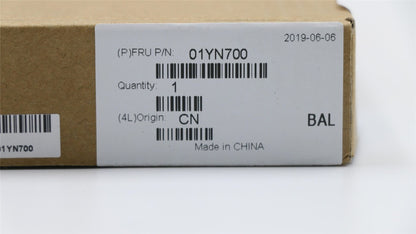 2019-06-06
(P)FRU P/N: 01YN700
Quantity: 1
(4L)Origin: CN
BAL
Made in CHINA
01YN700